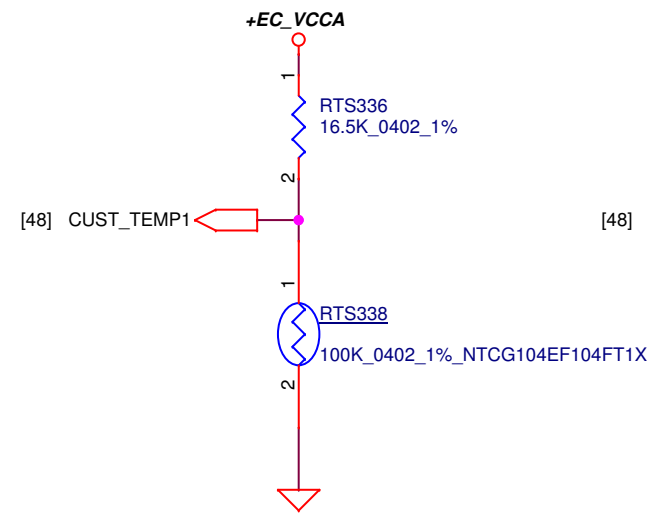 +EC_VCCA
1
RTS336
16.5K_0402_1%
2
[48] CUST_TEMP1 [48]
1
RTS338
100K_0402_1%_NTCG104EF104FT1X
2